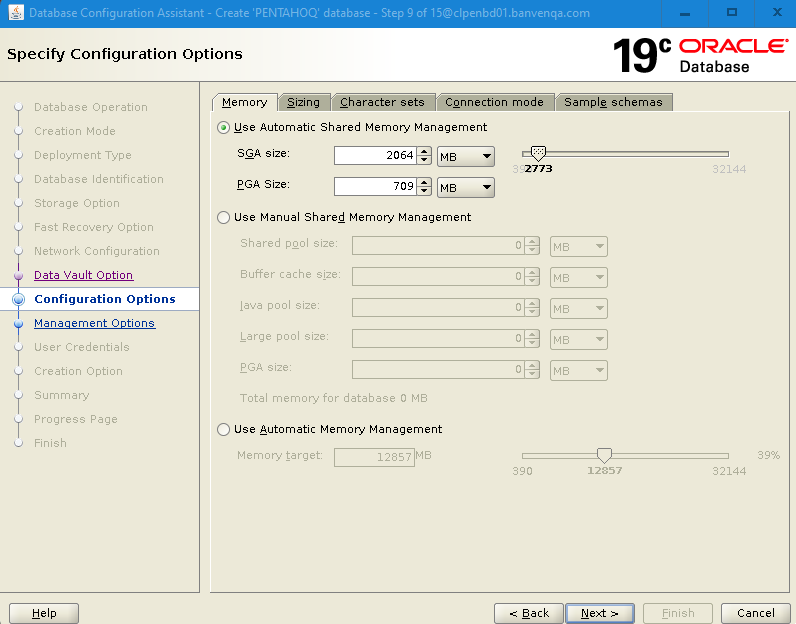 Database Configuration Assistant - Create 'PENTAHOQ' database - Step 9 of 15@clpenbd01.banvenqa.com
Specify Configuration Options
19c ORACLE
Database
Database Operation
Creation Mode
Deployment Type
Database Identification
Storage Option
Fast Recovery Option
Network Configuration
Data Vault Option
Configuration Options
Management Options
User Credentials
Creation Option
Summary
Progress Page
Finish
Memory Sizing Character sets Connection mode Sample schemas
Use Automatic Shared Memory Management
SGA size: 2064 MB
2773 32144
PGA Size: 709 MB
Use Manual Shared Memory Management
Shared pool size: 0 MB
Buffer cache size: 0 MB
Java pool size: 0 MB
Large pool size: 0 MB
PGA size: 0 MB
Total memory for database 0 MB
Use Automatic Memory Management
Memory target: 12857 MB 39%
390 12857 32144
Help < Back Next > Finish Cancel